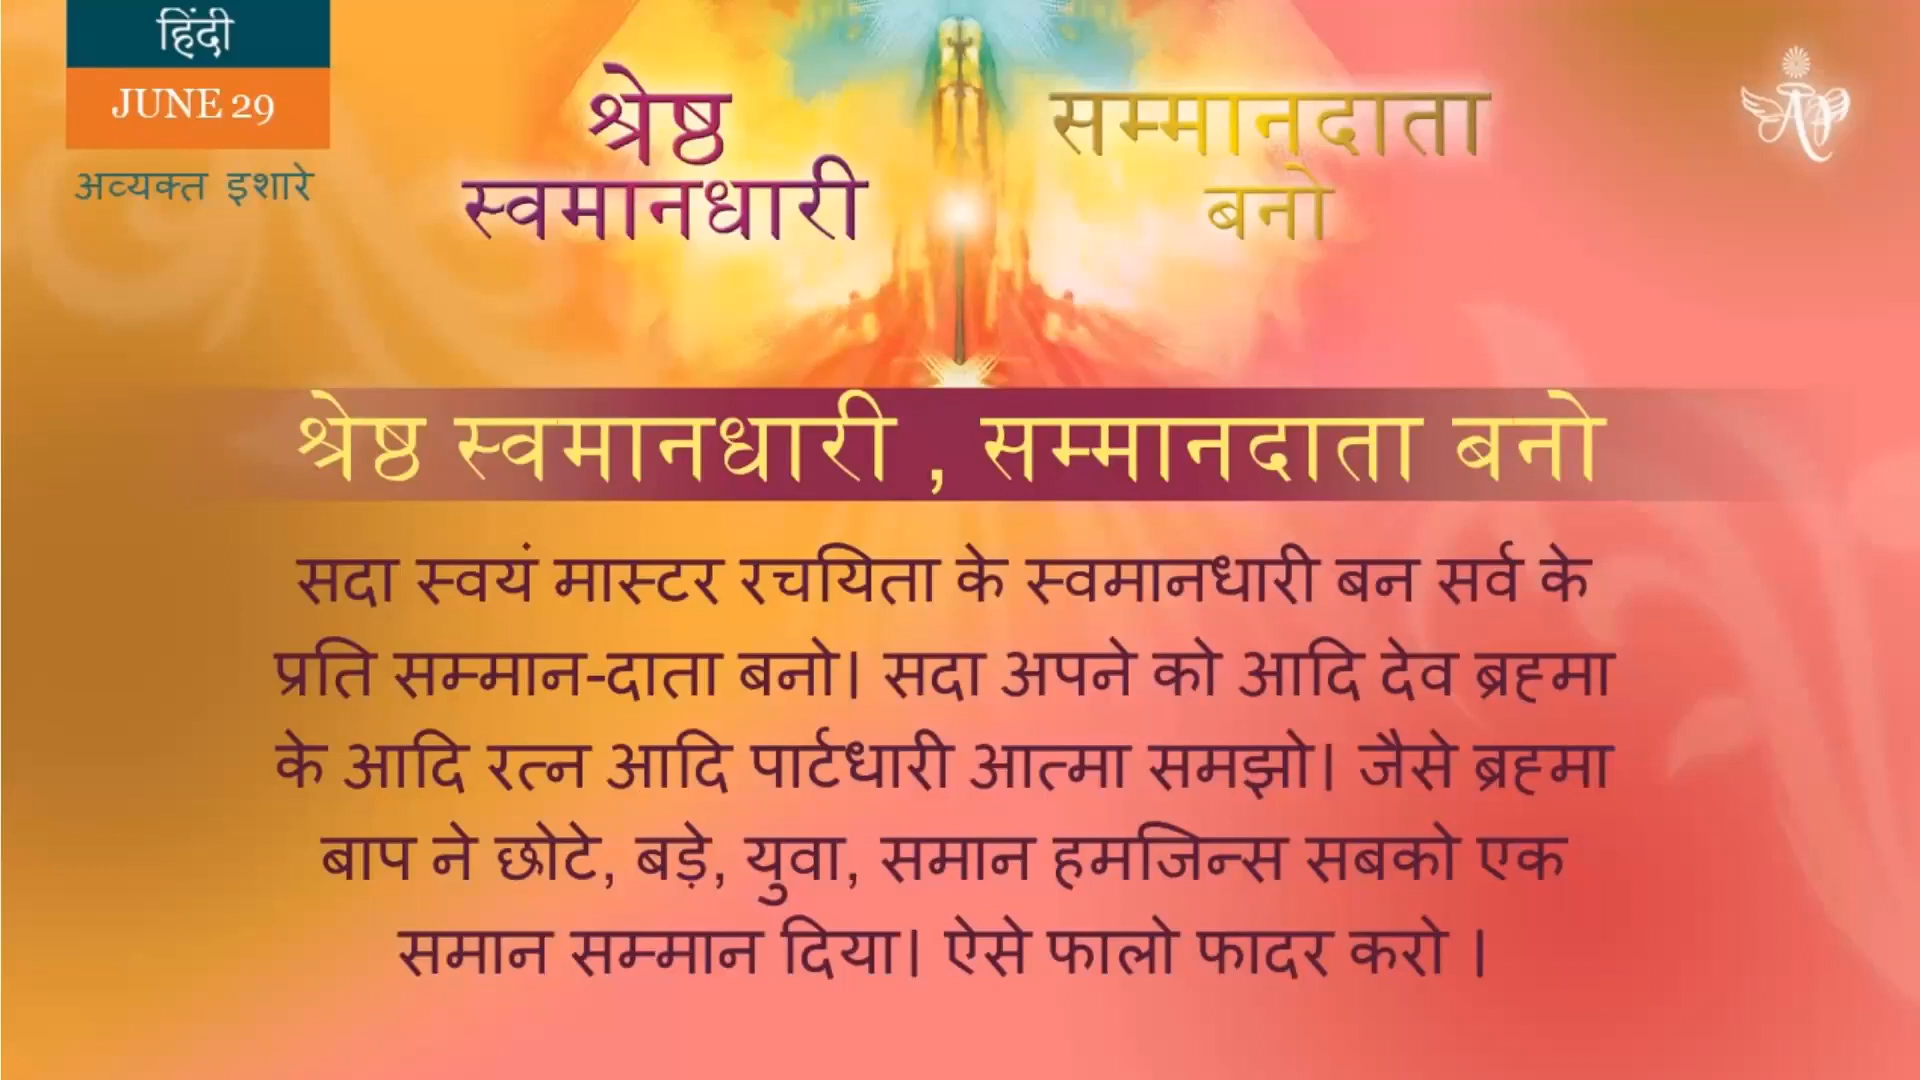 हिंदी
JUNE 29
अव्यक्त इशारे
श्रेष्ठ
स्वमानधारी
सम्मानदाता
बनो
श्रेष्ठ स्वमानधारी , सम्मानदाता बनो
सदा स्वयं मास्टर रचयिता के स्वमानधारी बन सर्व के
प्रति सम्मान-दाता बनो। सदा अपने को आदि देव ब्रह्मा
के आदि रत्न आदि पार्टधारी आत्मा समझो। जैसे ब्रह्मा
बाप ने छोटे, बड़े, युवा, समान हमजिन्स सबको एक
समान सम्मान दिया। ऐसे फालो फादर करो ।